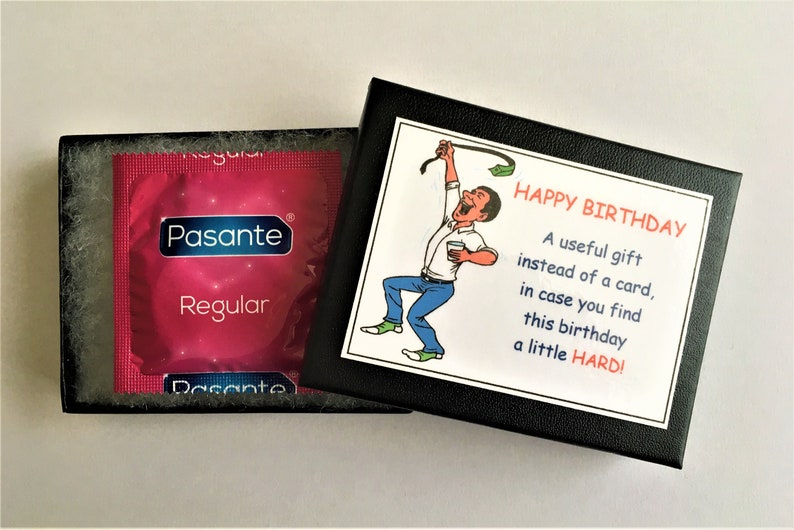 Regular
Pasante®
Regular
Pasante
HAPPY BIRTHDAY
A useful gift
instead of a card,
in case you find
this birthday
a little HARD!